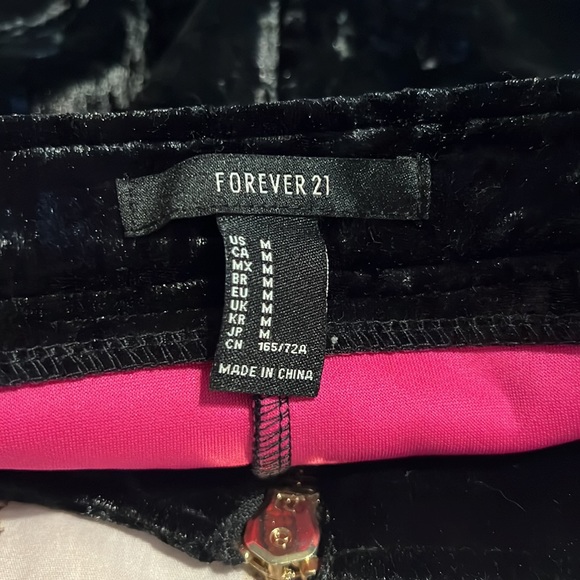 FOREVER 21
US M
CA M
MX M
BR M
EU M
UK M
KR M
JP M
CN 165/72A
MADE IN CHINA